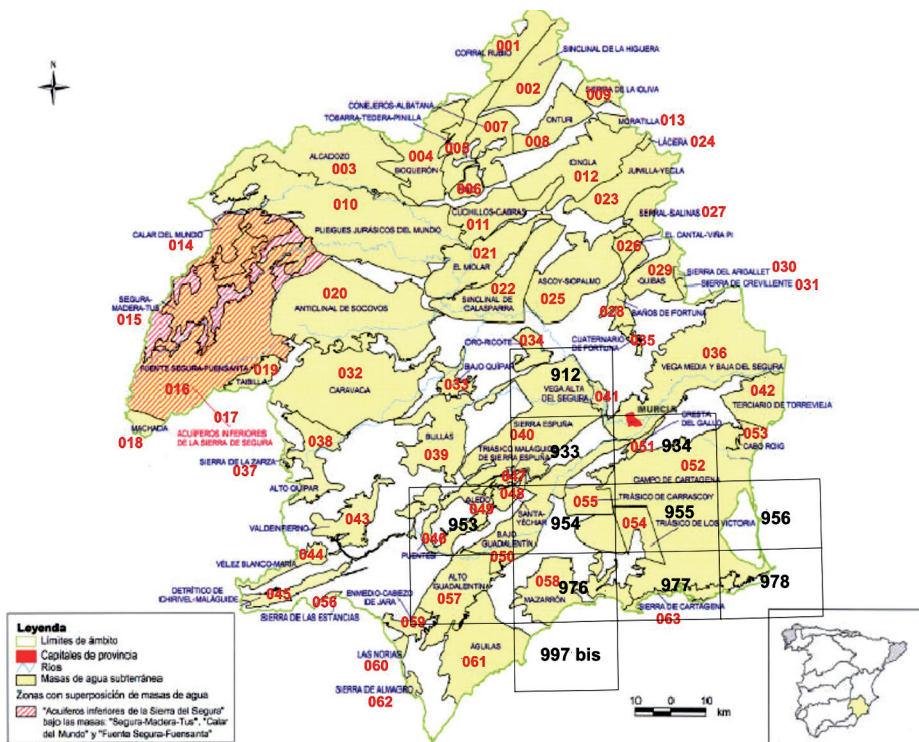 001
CORRAL RUBIO
SINCLINAL DE LA HIGUERA
002
009
SIERRA DE LA OLIVA
CONEJEROS-ALBATANA
TOBARRA-TEDERA-PINILLA
007
ONTUR
MORATILLA 013
005
008
LACERA 024
ALCADOZO
003
004
BOQUERÓN
006
012
JUMILLA-YECLA
010
023
CUCHILLOS-CABRAS
011
SERRAL-SALINAS 027
PLIEGUES JURÁSICOS DEL MUNDO
CALAR DEL MUNDO
014
021
026
EL CANTAL-VIÑA PI
EL MOLAR
029
QUIBAS
030
SIERRA DE CREVILLENTE 031
022
ASCOY-SOPALMO
025
020
SINCLINAL DE CALASPARRA
028
BAÑOS DE FORTUNA
SEGURA-
MADERA-TUS
015
ANTICLINAL DE SOCOVOS
ORO-RICOTE 034
CUATERNARIO
DE FORTUNA
035
036
VEGA MEDIA Y BAJA DEL SEGURA
FUENTE SEGURA-FUENSANTA
019
TAIBILLA
032
CARAVACA
BAJO QUÍPAR
033
912
VEGA ALTA
DEL SEGURA
041
042
TERCIARIO DE TORREVIEJA
016
017
ACUÍFEROS INFERIORES
DE LA SIERRA DE SEGURA
MACHADA
018
MURCIA
CRESTA
DEL GALLO
SIERRA ESPUÑA
040
BULLAS
039
038
TRIÁSICO MALÁGUIDE
DE SIERRA ESPUÑA
933
051
934
053
CABO ROIG
SIERRA DE LA ZARZA
037
052
CAMPO DE CARTAGENA
ALTO QUÍPAR
047
048
ALEDO
049
055
TRIÁSICO DE CARRASCOY
955
956
VALDEINFIERNO
043
953
SANTA-
YÉCHAR
954
054
TRIÁSICO DE LOS VICTORIA
046
PUENTES
BAJO
GUADALENTÍN
050
044
VÉLEZ BLANCO-MARÍA
DETRÍTICO DE
CHIRIVEL-MALÁGUIDE
045
056
SIERRA DE LAS ESTANCIAS
ENMEDIO-CABEZO
DE JARA
ALTO
GUADALENTÍN
057
058
MAZARRÓN
976
977
978
SIERRA DE CARTAGENA
063
059
LAS NORIAS
060
ÁGUILAS
061
997 bis
SIERRA DE ALMAGRO
062
N
10 0 10
km
Leyenda
Límites de ámbito
Capitales de provincia
Ríos
Masas de agua subterránea
Zonas con superposición de masas de agua
"Acuíferos inferiores de la Sierra del Segura"
bajo las masas: "Segura-Madera-Tus", "Calar
del Mundo" y "Fuente Segura-Fuensanta"